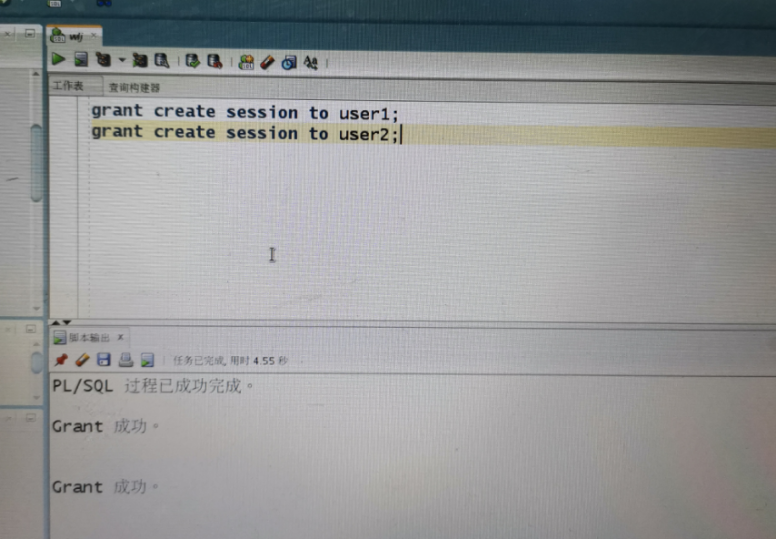 wj
工作表 查询构建器
grant create session to user1;
grant create session to user2;
脚本输出 x
任务已完成, 用时 4.55 秒
PL/SQL 过程已成功完成。
Grant 成功。
Grant 成功。